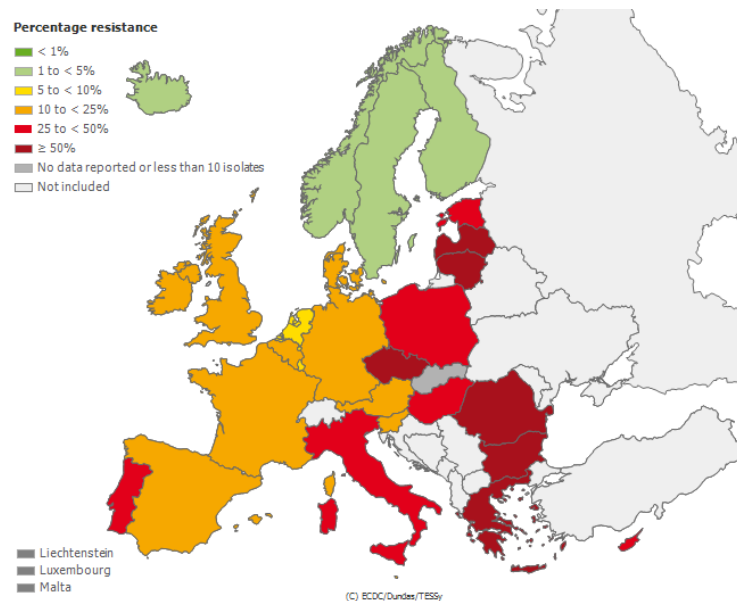 Percentage resistance
< 1%
1 to < 5%
5 to < 10%
10 to < 25%
25 to < 50%
≥ 50%
No data reported or less than 10 isolates
Not included
Liechtenstein
Luxembourg
Malta
(C) ECDC/Dundas/TESSy